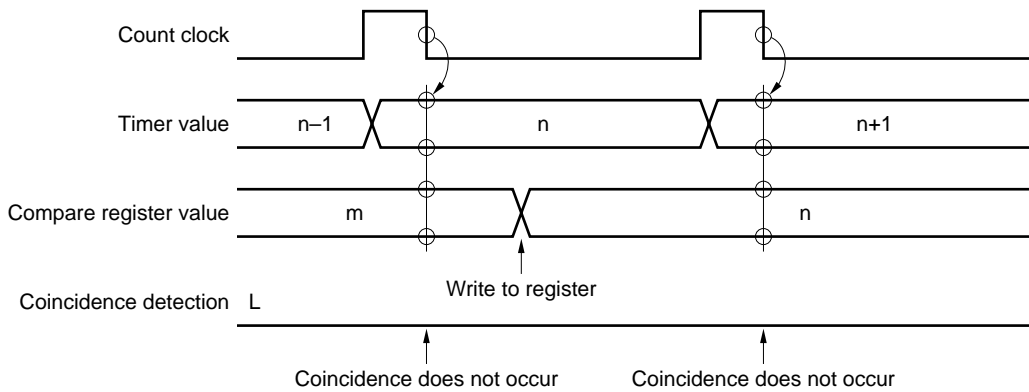 Count clock
Timer value
n–1
n
n+1
Compare register value
m
n
Write to register
Coincidence detection
L
Coincidence does not occur
Coincidence does not occur